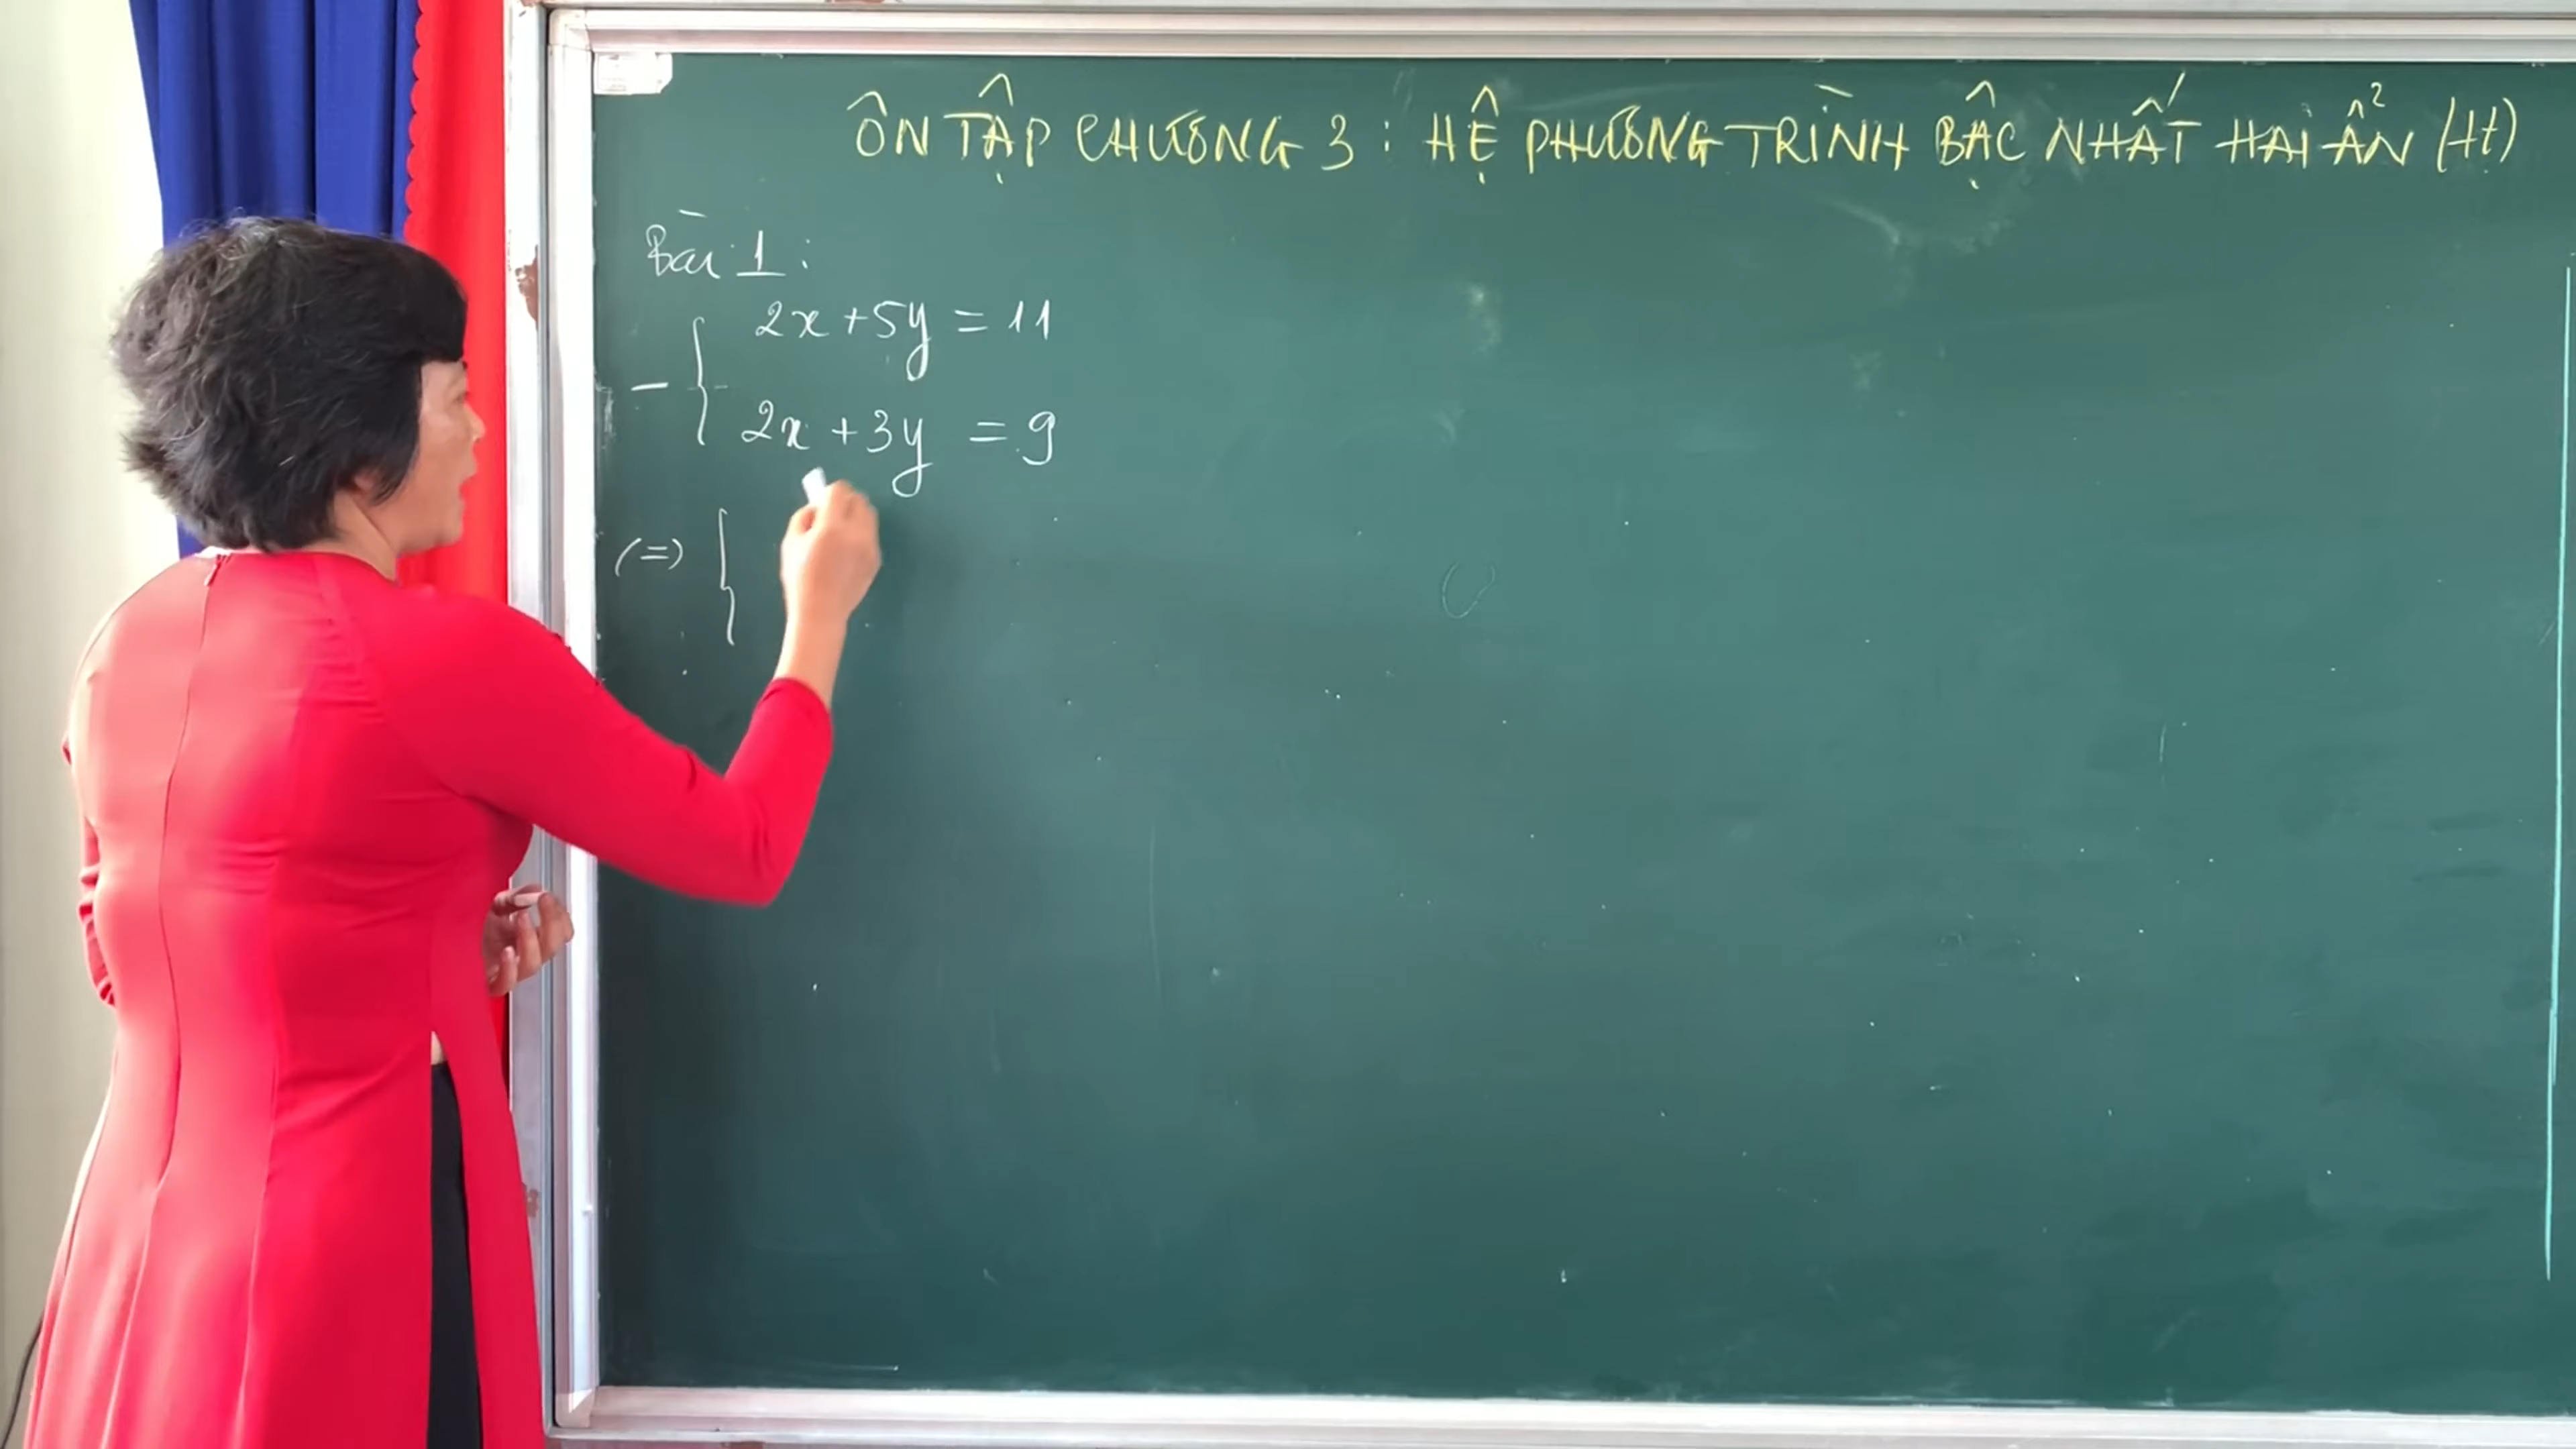 ÔN TẬP CHƯƠNG 3 : HỆ PHƯƠNG TRÌNH BẬC NHẤT HAI ẨN (tt)
Bài 1 :
2x + 5y = 11
- {
2x + 3y = 9
(=) {